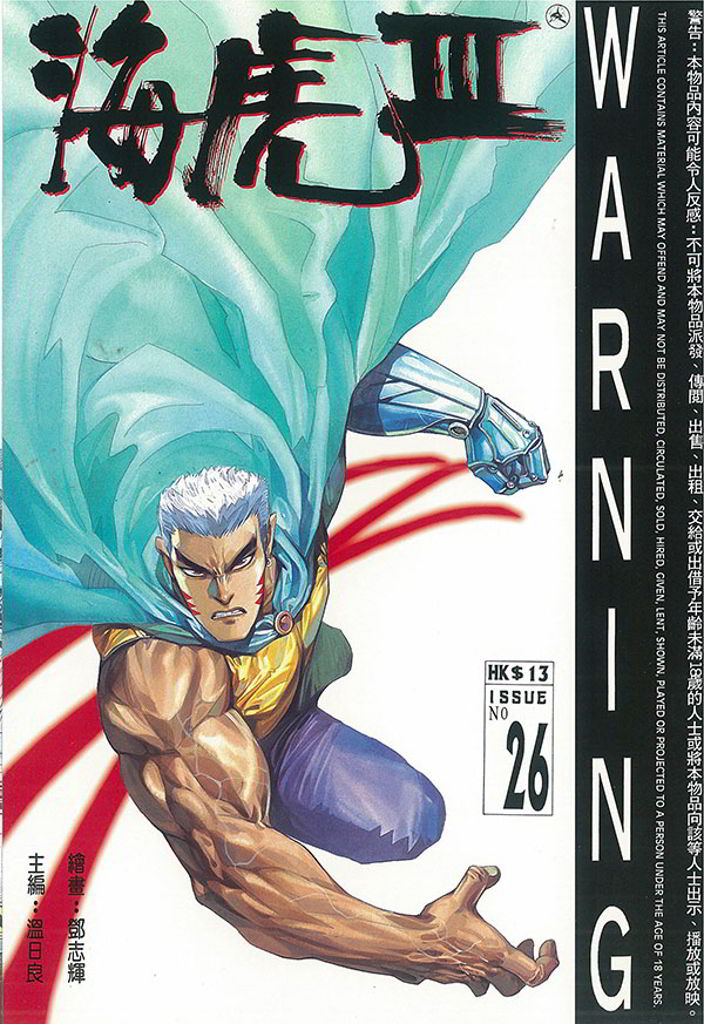 海虎III
HK$13
ISSUE
NO
26
繪畫：鄧志輝
主編：溫日良
WARNING
THIS ARTICLE CONTAINS MATERIAL WHICH MAY OFFEND AND MAY NOT BE DISTRIBUTED, CIRCULATED, SOLD, HIRED, GIVEN, LENT, SHOWN, PLAYED OR PROJECTED TO A PERSON UNDER THE AGE OF 18 YEARS.
警告：本物品內容可能令人反感：不可將本物品派發、傳閱、出售、出租、交給或出借予年齡未滿18歲的人士或將本物品向該等人士出示、播放或放映。